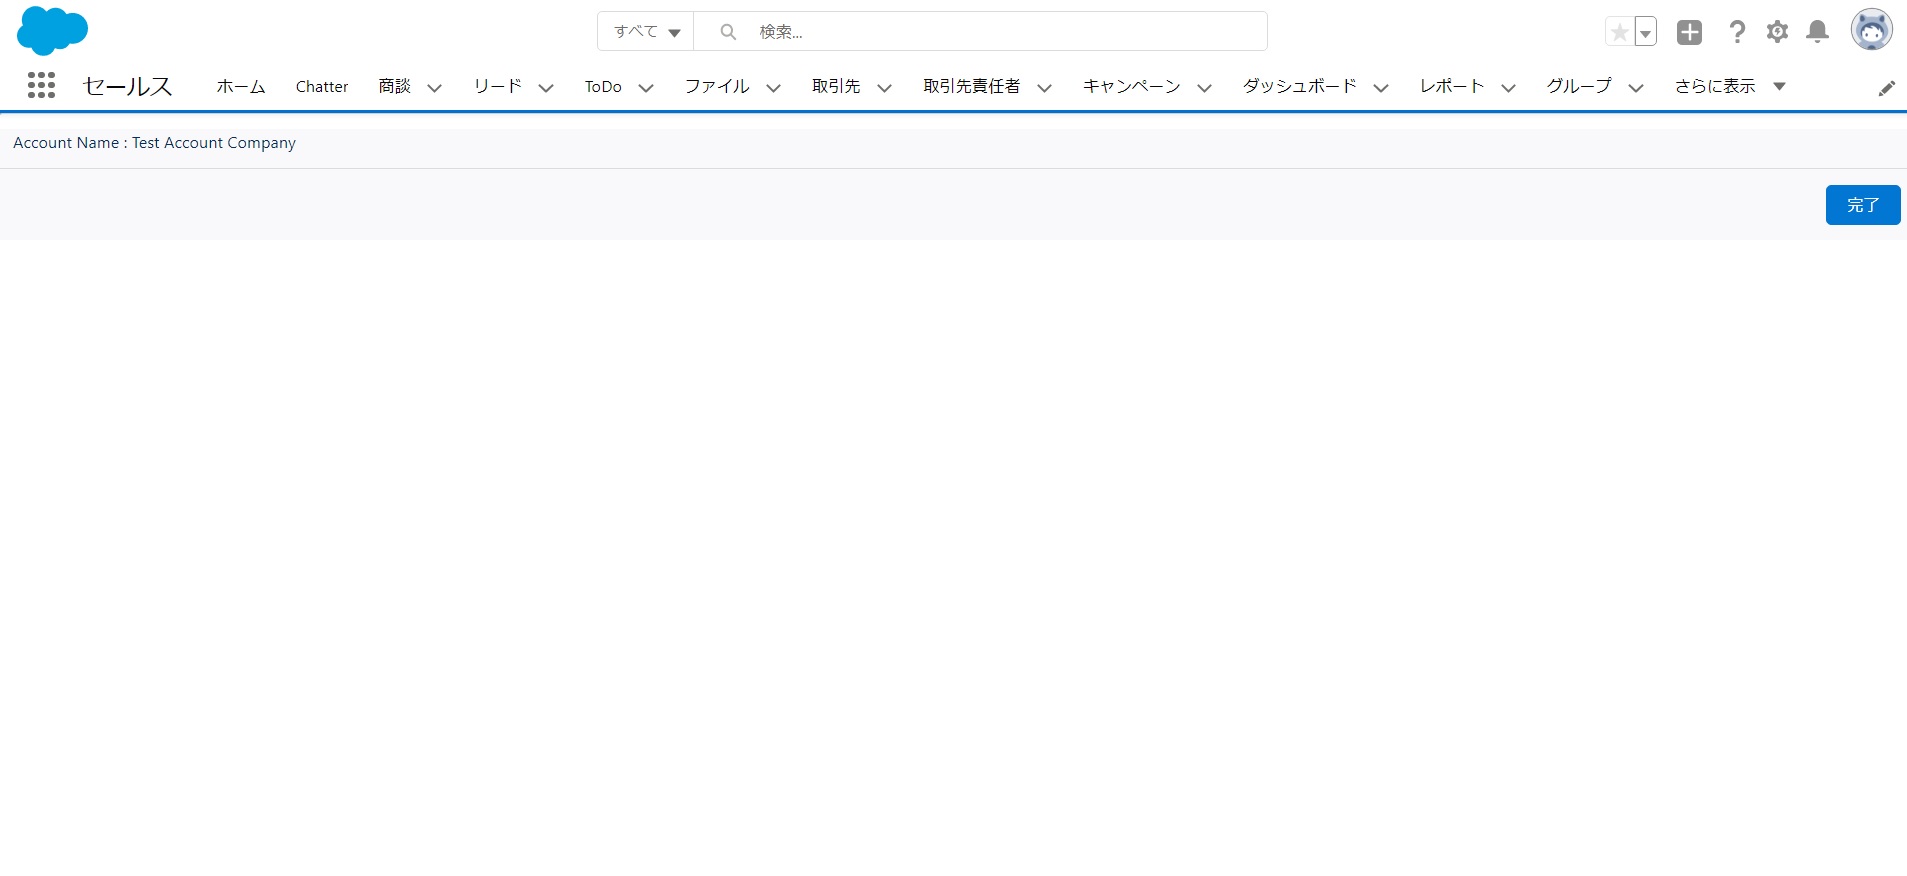 すべて 検索...
セールス ホーム Chatter 商談 リード ToDo ファイル 取引先 取引先責任者 キャンペーン ダッシュボード レポート グループ さらに表示
Account Name : Test Account Company
完了